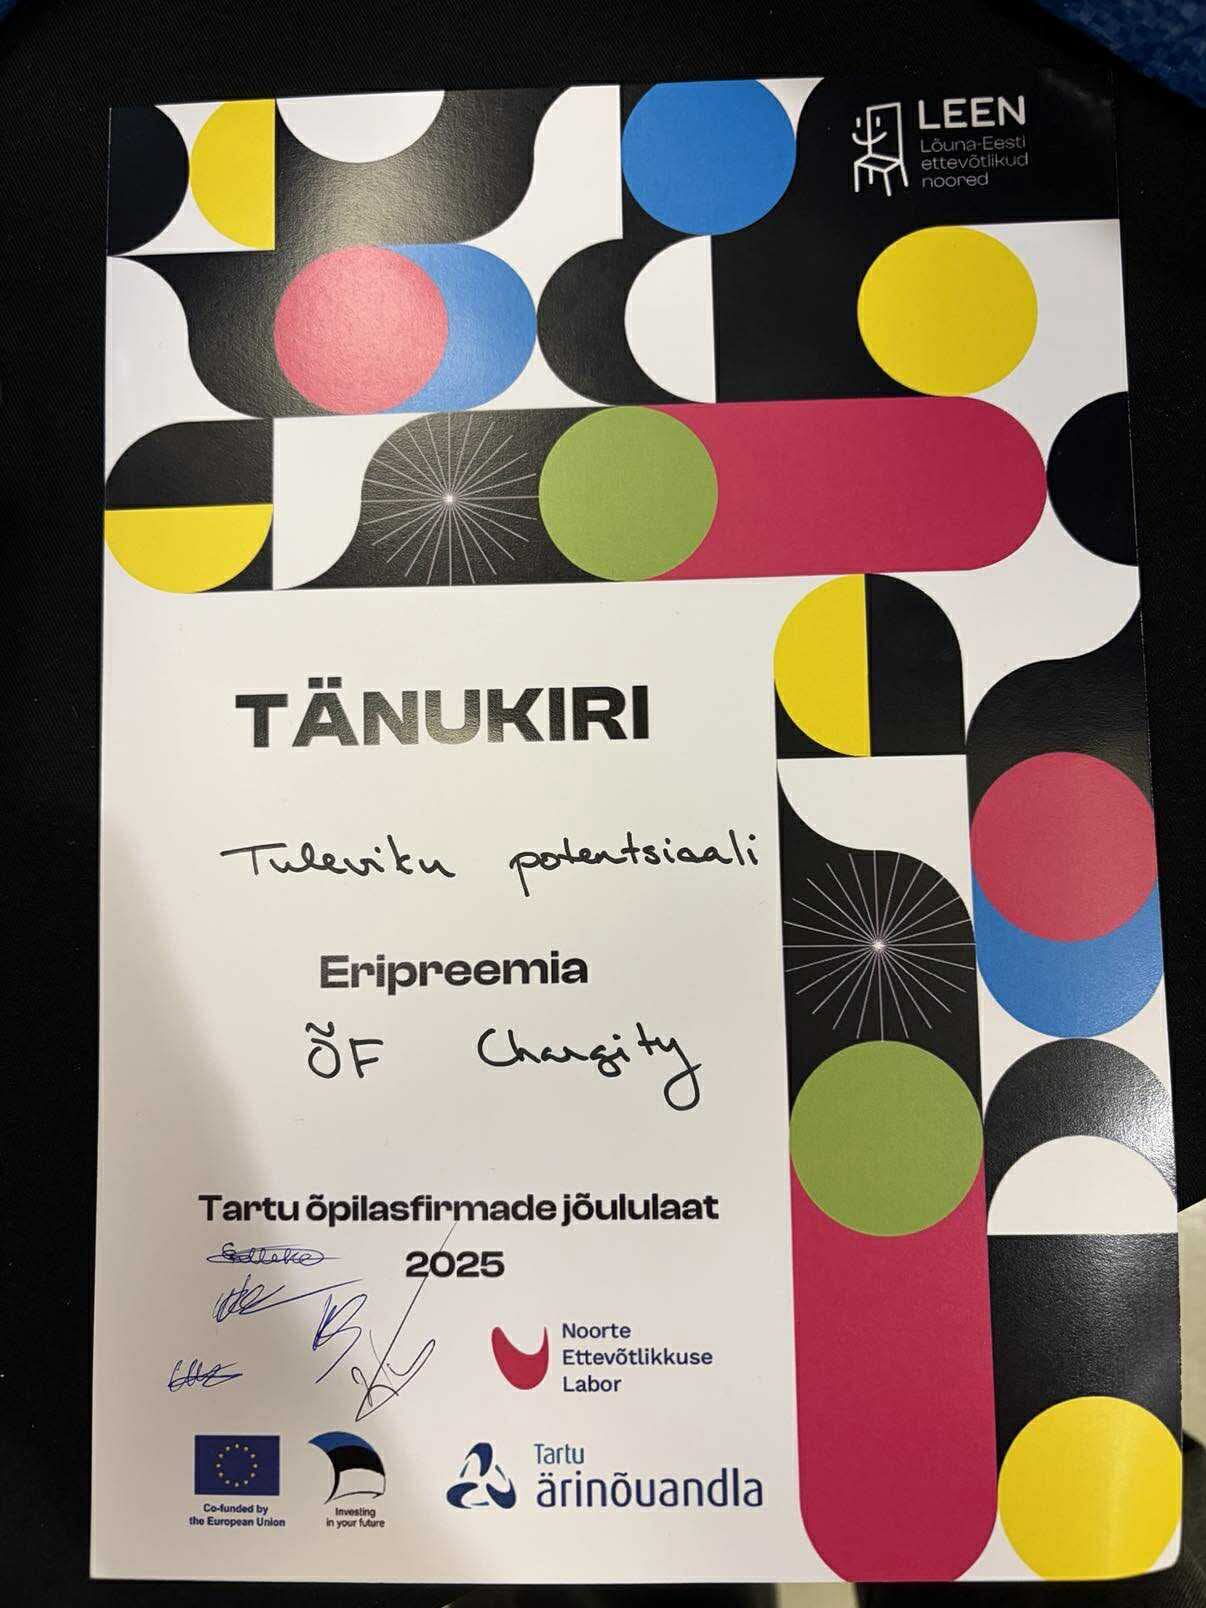 LEEN
Lõuna-Eesti
ettevõtlikud
noored
TÄNUKIRI
Tuleviku potentsiaali
Eripreemia
ÕF Chargity
Tartu õpilasfirmade jõululaat
2025
Noorte
Ettevõtlikkuse
Labor
Co-funded by
the European Union
Investing
in your future
Tartu
ärinõuandla